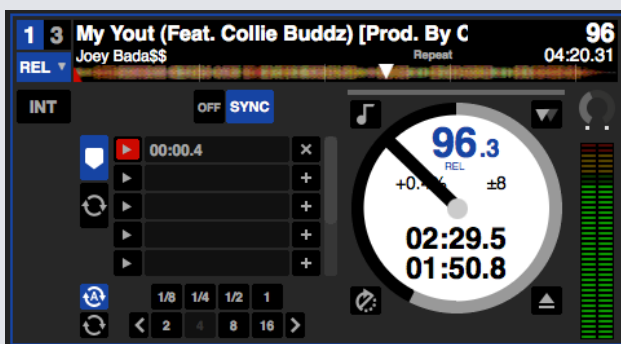 1 3 My Yout (Feat. Collie Buddz) [Prod. By C 96
REL Joey Bada$$ Repeat 04:20.31
INT OFF SYNC
96.3
REL
±8
00:00.4
02:29.5
01:50.8
1/8 1/4 1/2 1
2 4 8 16